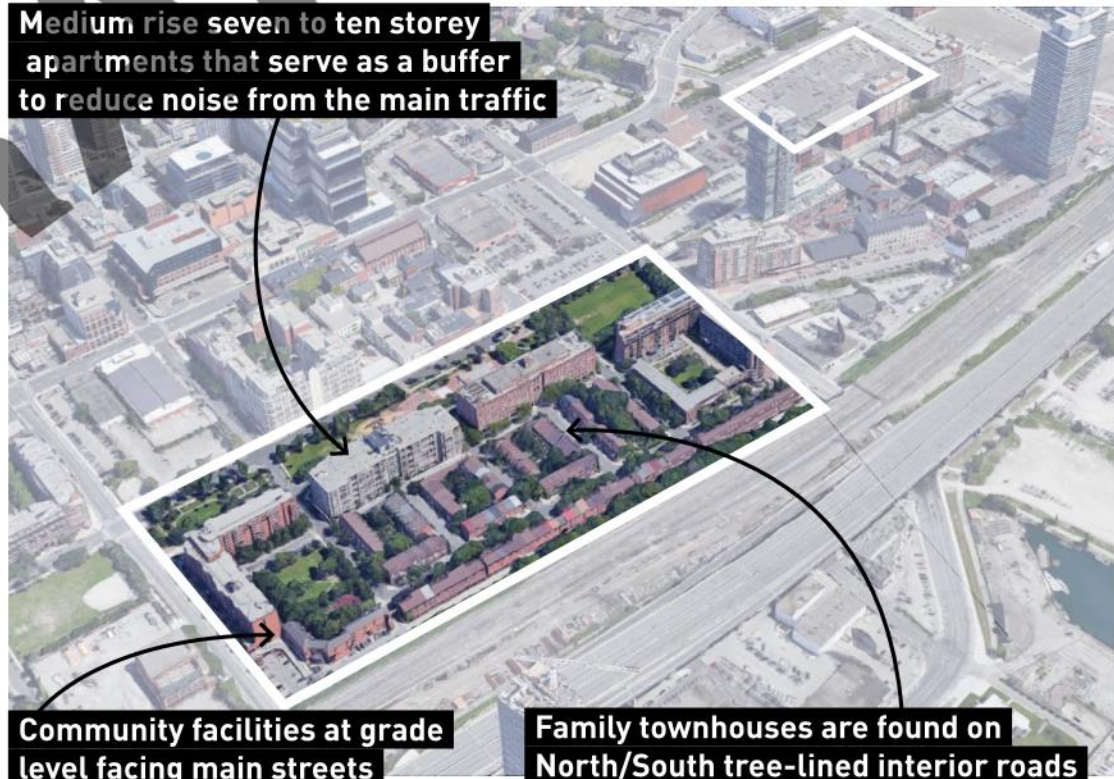 Medium rise seven to ten storey
apartments that serve as a buffer
to reduce noise from the main traffic
Community facilities at grade
level facing main streets
Family townhouses are found on
North/South tree-lined interior roads